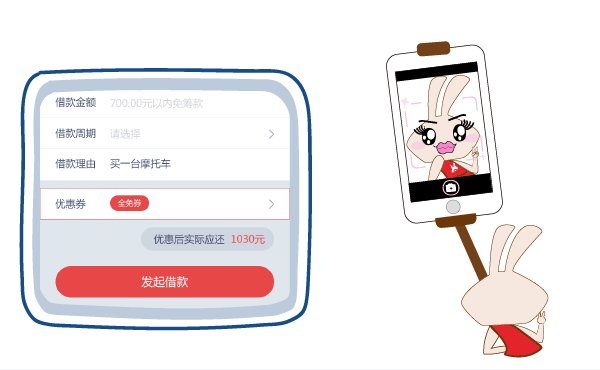 借款金额 700.00元以内免筹款
借款周期 请选择
借款理由 买一台摩托车
优惠券 全免券
优惠后实际应还 1030元
发起借款